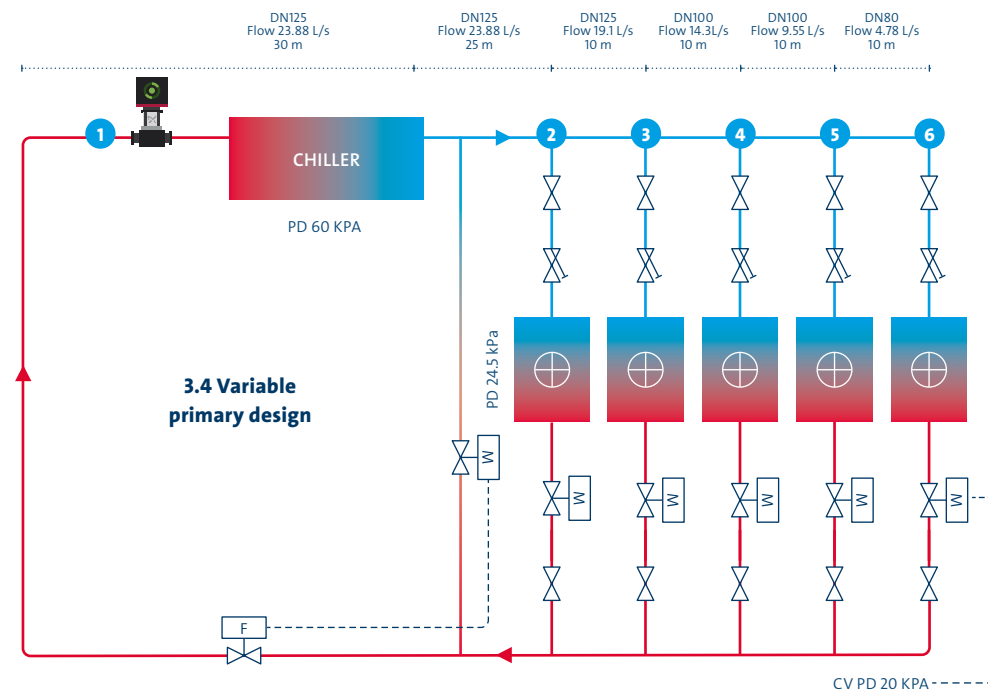 DN125
Flow 23.88 L/s
30 m
DN125
Flow 23.88 L/s
25 m
DN125
Flow 19.1 L/s
10 m
DN100
Flow 14.3L/s
10 m
DN100
Flow 9.55 L/s
10 m
DN80
Flow 4.78 L/s
10 m
1
CHILLER
2
3
4
5
6
PD 60 KPA
PD 24.5 kPa
3.4 Variable
primary design
M
M
M
M
M
M
F
CV PD 20 KPA